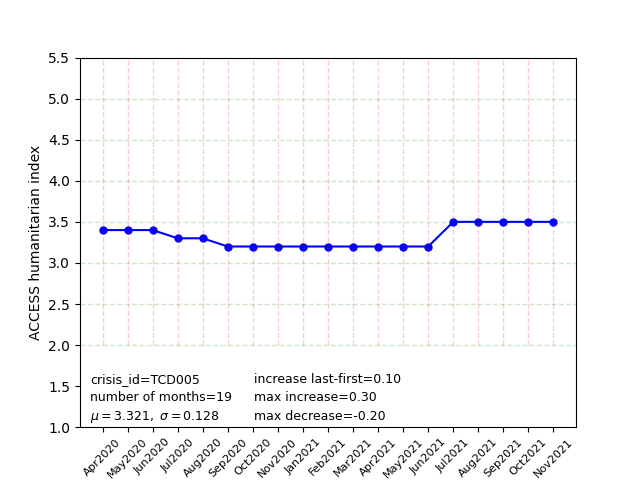 5.5
5.0
4.5
4.0
3.5
3.0
2.5
2.0
1.5
1.0
ACCESS humanitarian index
crisis_id=TCD005
number of months=19
μ = 3.321, σ = 0.128
increase last-first=0.10
max increase=0.30
max decrease=-0.20
Apr2020
May2020
Jun2020
Jul2020
Aug2020
Sep2020
Oct2020
Nov2020
Jan2021
Feb2021
Mar2021
Apr2021
May2021
Jun2021
Jul2021
Aug2021
Sep2021
Oct2021
Nov2021